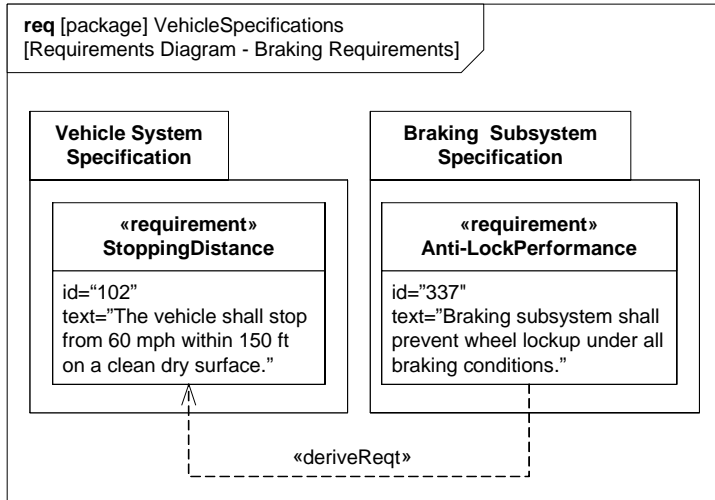 req [package] VehicleSpecifications
[Requirements Diagram - Braking Requirements]
Vehicle System
Specification
Braking Subsystem
Specification
«requirement»
StoppingDistance
id=“102”
text=”The vehicle shall stop
from 60 mph within 150 ft
on a clean dry surface.”
«requirement»
Anti-LockPerformance
id=”337"
text=”Braking subsystem shall
prevent wheel lockup under all
braking conditions.”
«deriveReqt»